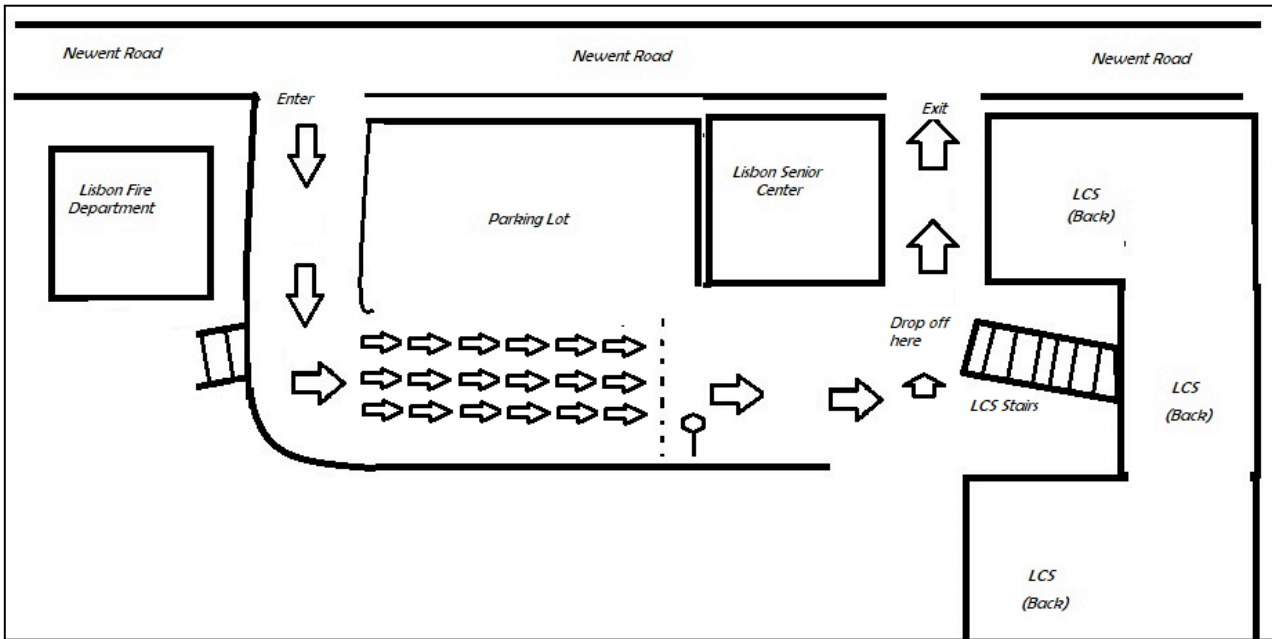 Newent Road
Newent Road
Newent Road
Enter
Exit
Lisbon Fire
Department
Parking Lot
Lisbon Senior
Center
LCS
(Back)
Drop off
here
LCS Stairs
LCS
(Back)
LCS
(Back)